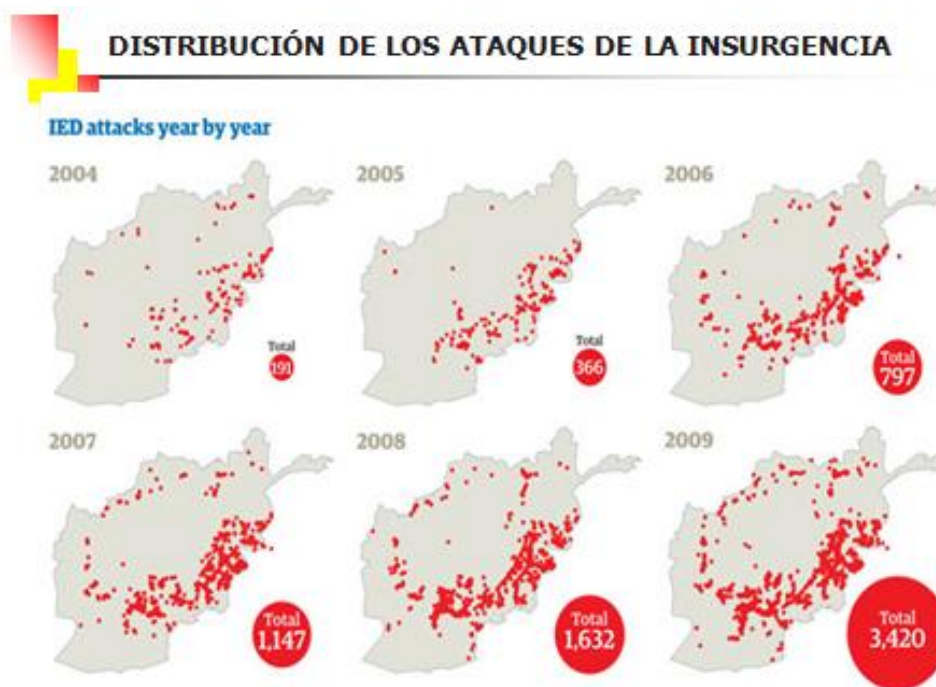 DISTRIBUCIÓN DE LOS ATAQUES DE LA INSURGENCIA
IED attacks year by year
2004
Total
191
2005
Total
366
2006
Total
797
2007
Total
1,147
2008
Total
1,632
2009
Total
3,420